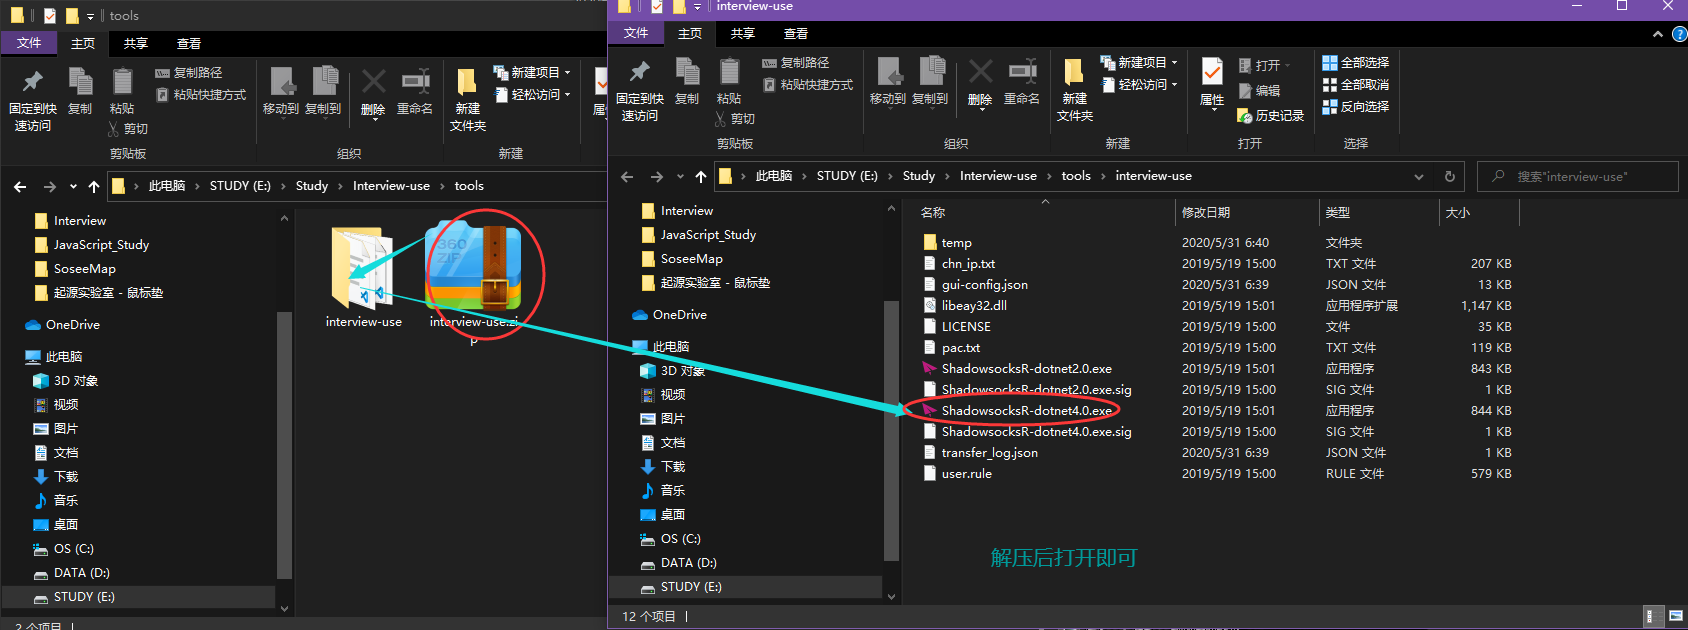 tools
文件 主页 共享 查看
固定到快速访问
复制
粘贴
复制路径
粘贴快捷方式
剪切
剪贴板
移动到
复制到
删除
重命名
组织
新建文件夹
新建项目
轻松访问
新建
此电脑 › STUDY (E:) › Study › Interview-use › tools
Interview
JavaScript_Study
SoseeMap
起源实验室 - 鼠标垫
OneDrive
此电脑
3D 对象
视频
图片
文档
下载
音乐
桌面
OS (C:)
DATA (D:)
STUDY (E:)
interview-use
360
ZIP
interview-use.zi
p
2 个项目
interview-use
文件 主页 共享 查看
固定到快速访问
复制
粘贴
复制路径
粘贴快捷方式
剪切
剪贴板
移动到
复制到
删除
重命名
组织
新建文件夹
新建项目
轻松访问
新建
属性
打开
编辑
历史记录
打开
全部选择
全部取消
反向选择
选择
此电脑 › STUDY (E:) › Study › Interview-use › tools › interview-use
搜索"interview-use"
Interview
JavaScript_Study
SoseeMap
起源实验室 - 鼠标垫
OneDrive
此电脑
3D 对象
视频
图片
文档
下载
音乐
桌面
OS (C:)
DATA (D:)
STUDY (E:)
名称 修改日期 类型 大小
temp 2020/5/31 6:40 文件夹
chn_ip.txt 2019/5/19 15:00 TXT 文件 207 KB
gui-config.json 2020/5/31 6:39 JSON 文件 13 KB
libeay32.dll 2019/5/19 15:01 应用程序扩展 1,147 KB
LICENSE 2019/5/19 15:00 文件 35 KB
pac.txt 2019/5/19 15:00 TXT 文件 119 KB
ShadowsocksR-dotnet2.0.exe 2019/5/19 15:01 应用程序 843 KB
ShadowsocksR-dotnet2.0.exe.sig 2019/5/19 15:00 SIG 文件 1 KB
ShadowsocksR-dotnet4.0.exe 2019/5/19 15:01 应用程序 844 KB
ShadowsocksR-dotnet4.0.exe.sig 2019/5/19 15:00 SIG 文件 1 KB
transfer_log.json 2020/5/31 6:39 JSON 文件 1 KB
user.rule 2019/5/19 15:00 RULE 文件 579 KB
解压后打开即可
12 个项目